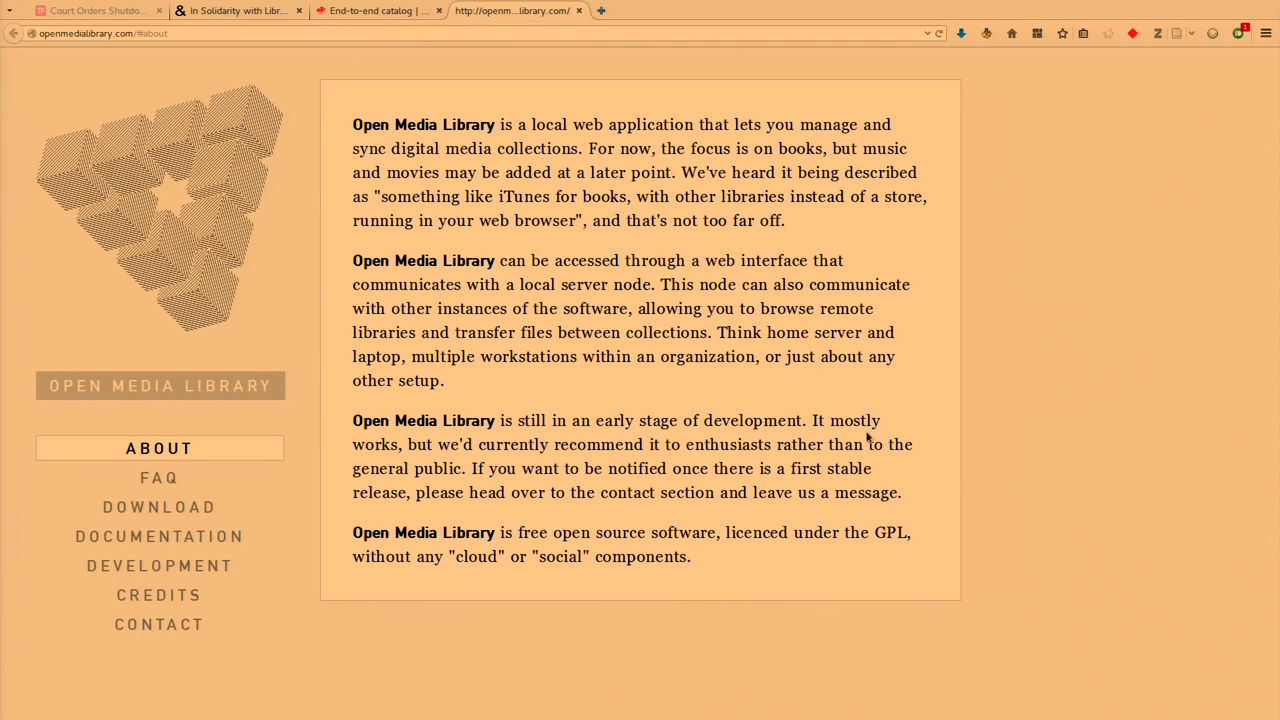 Court Orders Shutdo...
In Solidarity with Libr...
End-to-end catalog | ...
http://openm...library.com/
openmedialibrary.com/#about
1
OPEN MEDIA LIBRARY
ABOUT
FAQ
DOWNLOAD
DOCUMENTATION
DEVELOPMENT
CREDITS
CONTACT
Open Media Library is a local web application that lets you manage and
sync digital media collections. For now, the focus is on books, but music
and movies may be added at a later point. We've heard it being described
as "something like iTunes for books, with other libraries instead of a store,
running in your web browser", and that's not too far off.
Open Media Library can be accessed through a web interface that
communicates with a local server node. This node can also communicate
with other instances of the software, allowing you to browse remote
libraries and transfer files between collections. Think home server and
laptop, multiple workstations within an organization, or just about any
other setup.
Open Media Library is still in an early stage of development. It mostly
works, but we'd currently recommend it to enthusiasts rather than to the
general public. If you want to be notified once there is a first stable
release, please head over to the contact section and leave us a message.
Open Media Library is free open source software, licenced under the GPL,
without any "cloud" or "social" components.